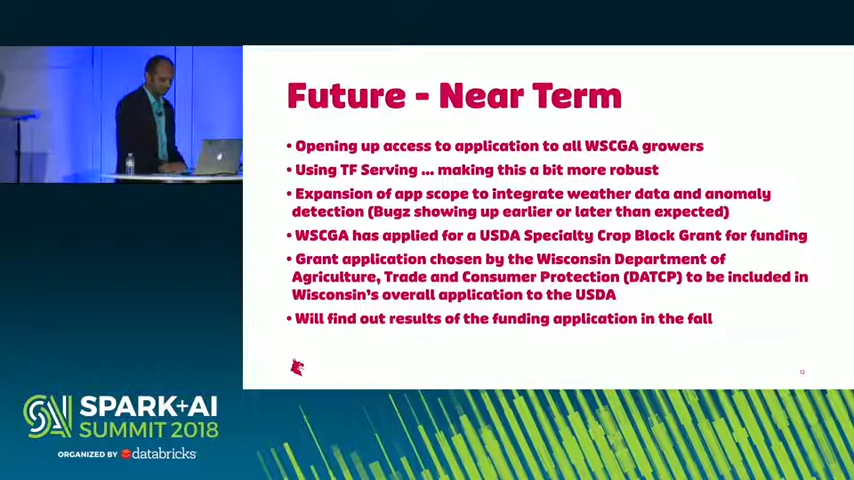 Future - Near Term
• Opening up access to application to all WSCGA growers
• Using TF Serving ... making this a bit more robust
• Expansion of app scope to integrate weather data and anomaly
detection (Bugz showing up earlier or later than expected)
• WSCGA has applied for a USDA Specialty Crop Block Grant for funding
• Grant application chosen by the Wisconsin Department of
Agriculture, Trade and Consumer Protection (DATCP) to be included in
Wisconsin's overall application to the USDA
• Will find out results of the funding application in the fall
12
SAI
SPARK+AI
SUMMIT 2018
ORGANIZED BY databricks